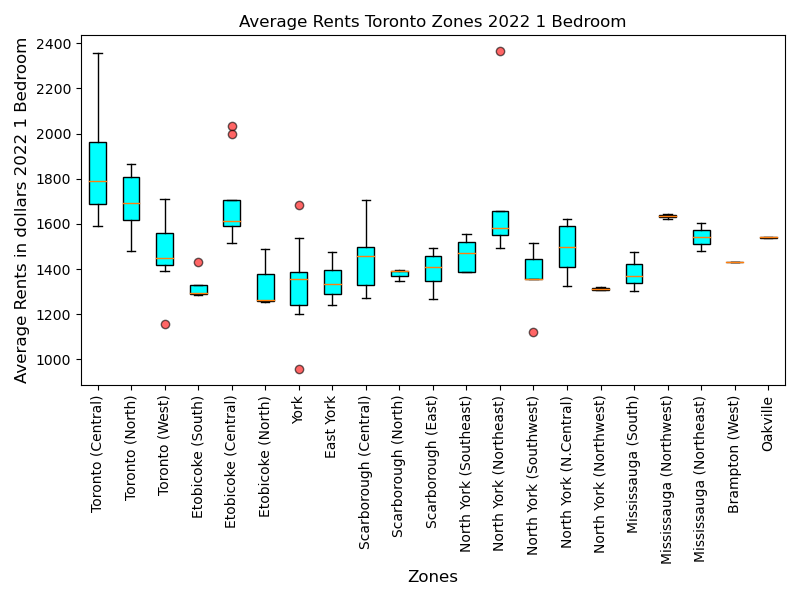 Average Rents Toronto Zones 2022 1 Bedroom
Average Rents in dollars 2022 1 Bedroom
2400
2200
2000
1800
1600
1400
1200
1000
Toronto (Central)
Toronto (North)
Toronto (West)
Etobicoke (South)
Etobicoke (Central)
Etobicoke (North)
York
East York
Scarborough (Central)
Scarborough (North)
Scarborough (East)
North York (Southeast)
North York (Northeast)
North York (Southwest)
North York (N.Central)
North York (Northwest)
Mississauga (South)
Mississauga (Northwest)
Mississauga (Northeast)
Brampton (West)
Oakville
Zones